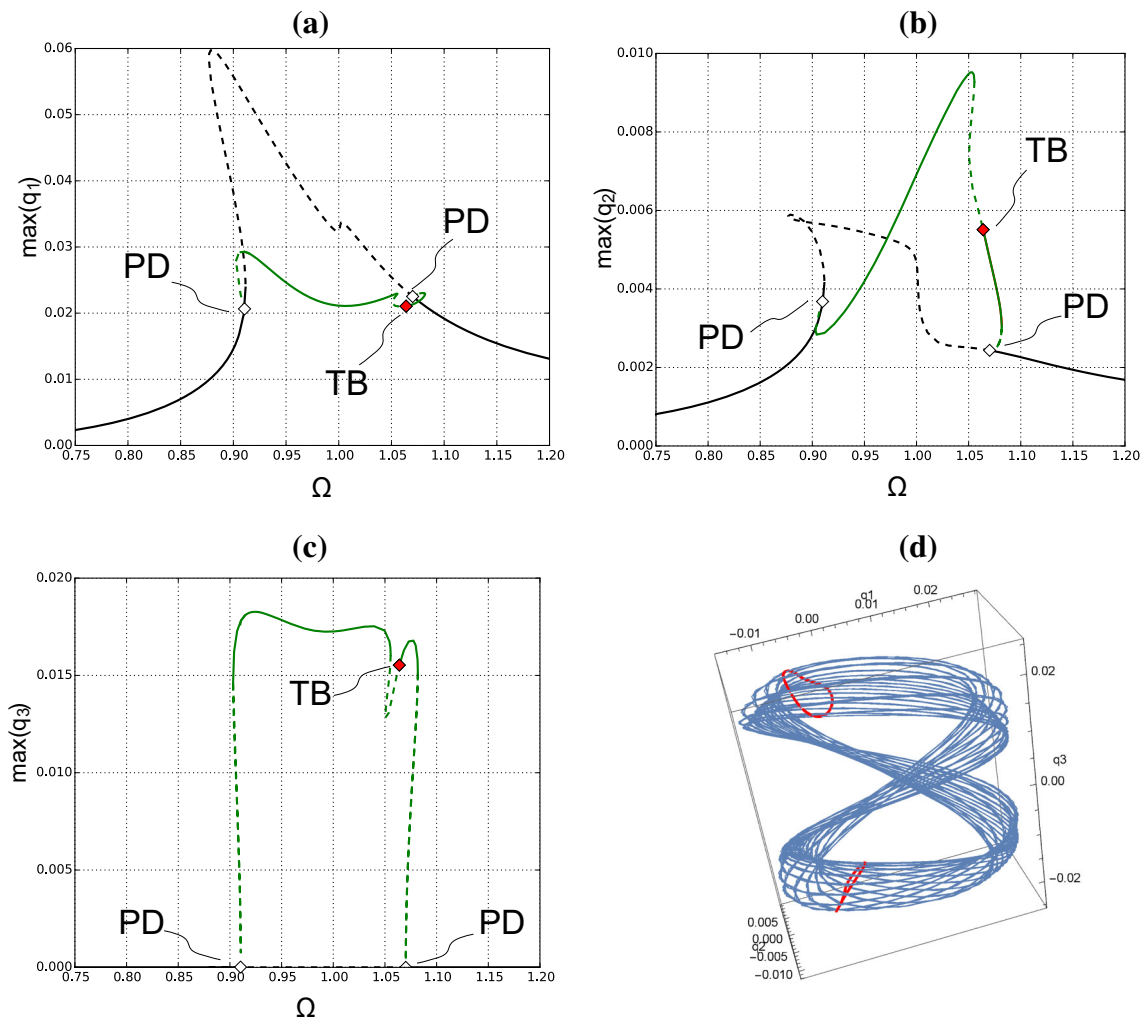 (a)
0.06
0.05
0.04
0.03
0.02
0.01
0.00
max(q1)
PD
PD
TB
0.75 0.80 0.85 0.90 0.95 1.00 1.05 1.10 1.15 1.20
Ω
(b)
0.010
0.008
0.006
0.004
0.002
0.000
max(q2)
TB
PD
PD
0.75 0.80 0.85 0.90 0.95 1.00 1.05 1.10 1.15 1.20
Ω
(c)
0.020
0.015
0.010
0.005
0.000
max(q3)
TB
PD
PD
0.75 0.80 0.85 0.90 0.95 1.00 1.05 1.10 1.15 1.20
Ω
(d)
−0.01 0.00 0.01 0.02
q1
0.02
q3
0.00
−0.02
0.005
0.000
q2
−0.005
−0.010